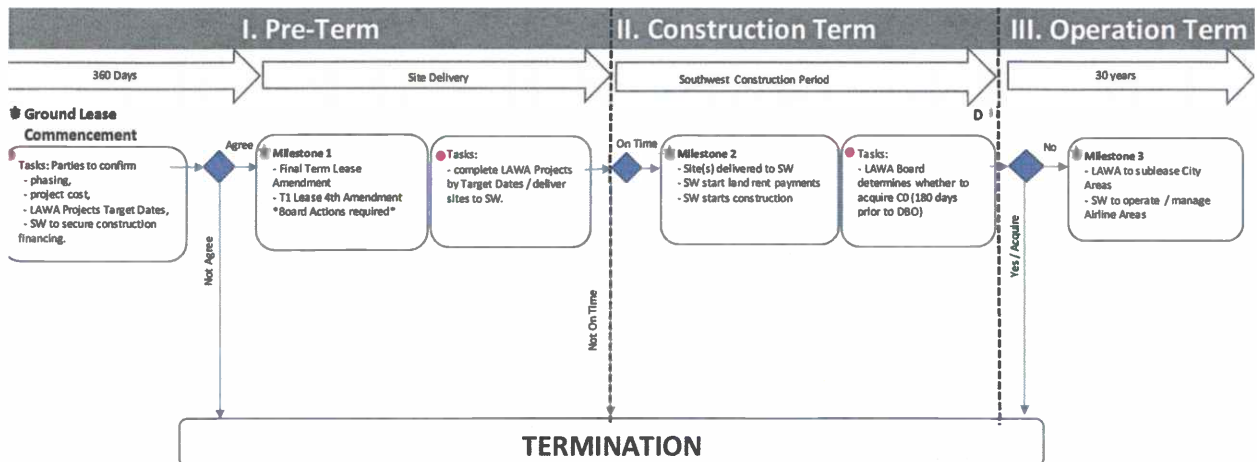 I. Pre-Term
II. Construction Term
III. Operation Term
360 Days
Site Delivery
Southwest Construction Period
30 years
Ground Lease
Commencement
Tasks: Parties to confirm
- phasing,
- project cost,
- LAWA Projects Target Dates,
- SW to secure construction
financing.
Agree
Not Agree
Milestone 1
- Final Term Lease
Amendment
- T1 Lease 4th Amendment
*Board Actions required*
Tasks:
- complete LAWA Projects
by Target Dates / deliver
sites to SW.
On Time
Not On Time
Milestone 2
- Site(s) delivered to SW
- SW start land rent payments
- SW starts construction
D
Tasks:
- LAWA Board
determines whether to
acquire C0 (180 days
prior to DBO)
No
Yes / Acquire
Milestone 3
- LAWA to sublease City
Areas
- SW to operate / manage
Airline Areas
TERMINATION